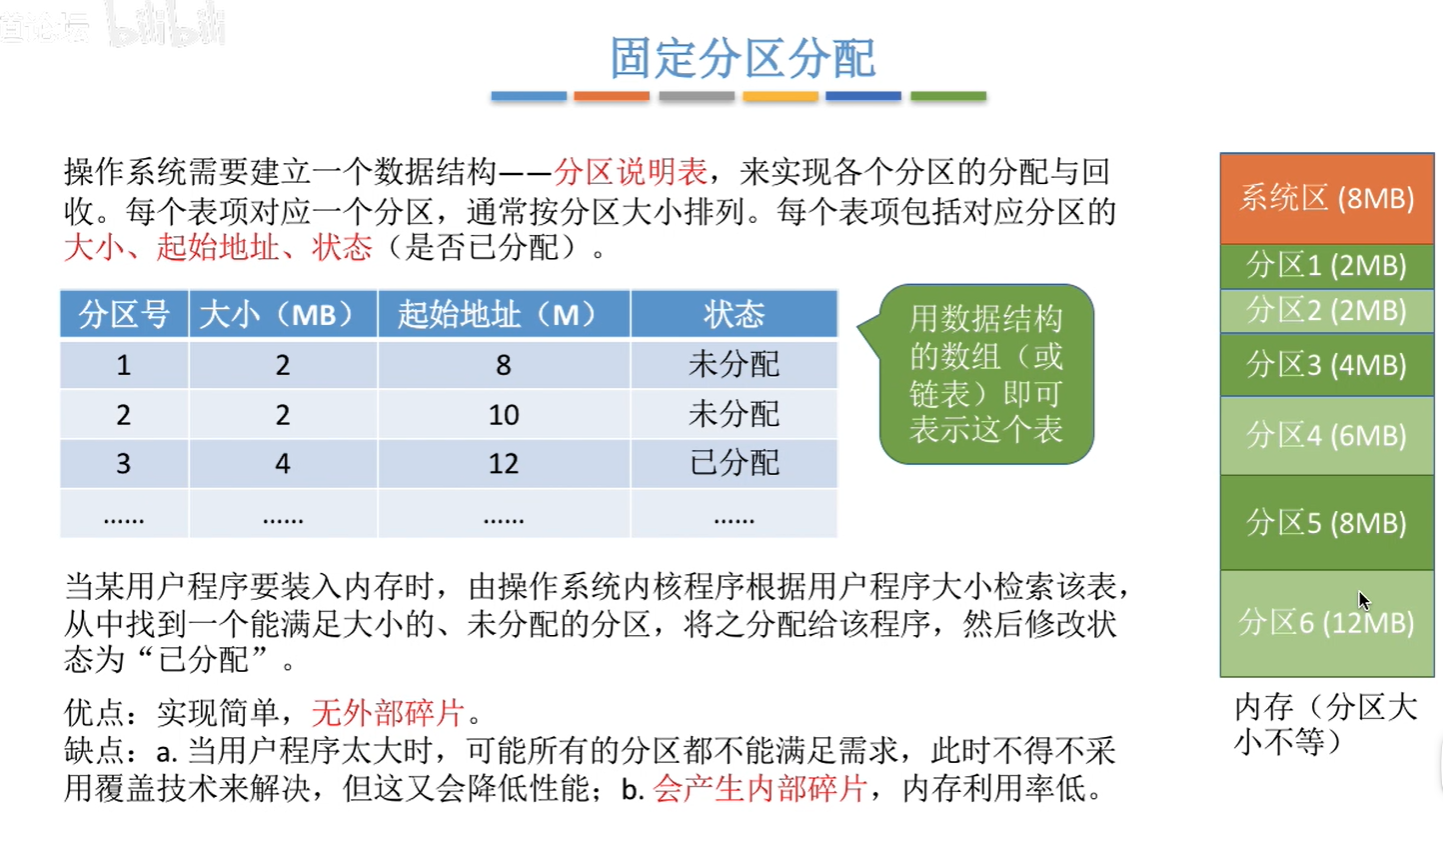 bilibili
固定分区分配
操作系统需要建立一个数据结构——分区说明表，来实现各个分区的分配与回
收。每个表项对应一个分区，通常按分区大小排列。每个表项包括对应分区的
大小、起始地址、状态（是否已分配）。
分区号 大小（MB） 起始地址（M） 状态
1 2 8 未分配
2 2 10 未分配
3 4 12 已分配
...... ...... ...... ......
用数据结构
的数组（或
链表）即可
表示这个表
当某用户程序要装入内存时，由操作系统内核程序根据用户程序大小检索该表，
从中找到一个能满足大小的、未分配的分区，将之分配给该程序，然后修改状
态为“已分配”。
优点：实现简单，无外部碎片。
缺点：a. 当用户程序太大时，可能所有的分区都不能满足需求，此时不得不采
用覆盖技术来解决，但这又会降低性能；b. 会产生内部碎片，内存利用率低。
系统区 (8MB)
分区1 (2MB)
分区2 (2MB)
分区3 (4MB)
分区4 (6MB)
分区5 (8MB)
分区6 (12MB)
内存（分区大
小不等）